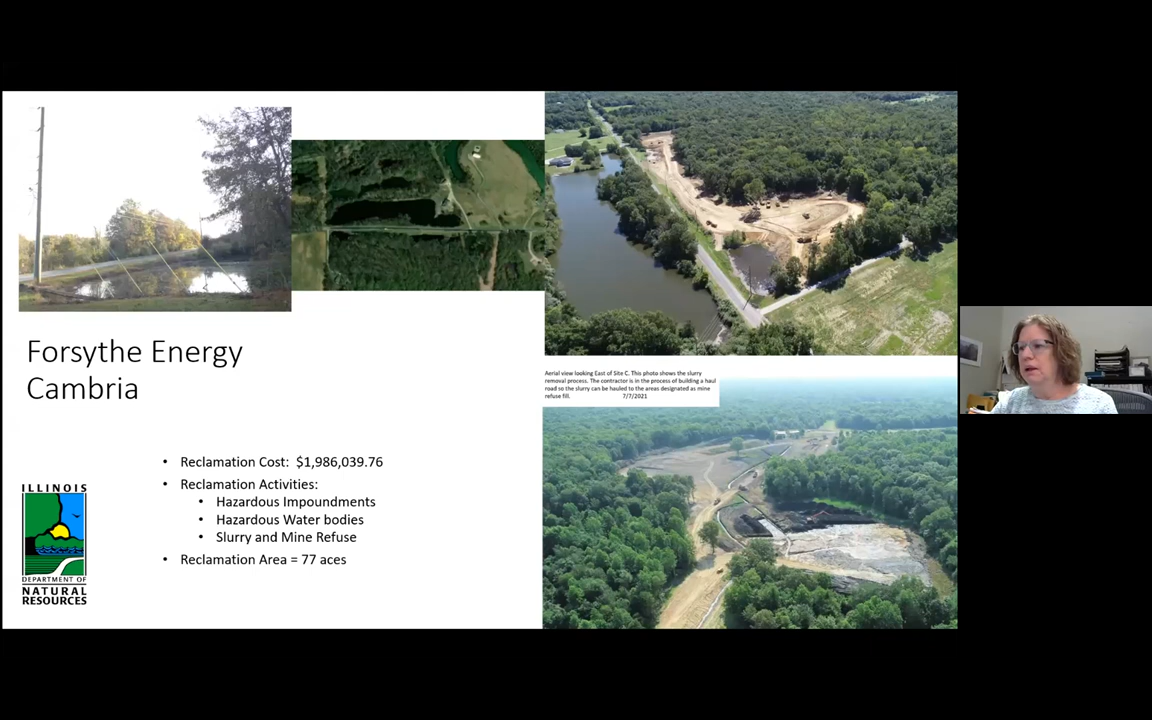 Forsythe Energy
Cambria
• Reclamation Cost: $1,986,039.76
• Reclamation Activities:
• Hazardous Impoundments
• Hazardous Water bodies
• Slurry and Mine Refuse
• Reclamation Area = 77 aces
ILLINOIS
DEPARTMENT OF
NATURAL
RESOURCES
Aerial view looking East of Site C. This photo shows the slurry
removal process. The contractor is in the process of building a haul
road so the slurry can be hauled to the areas designated as mine
refuse fill. 7/7/2021